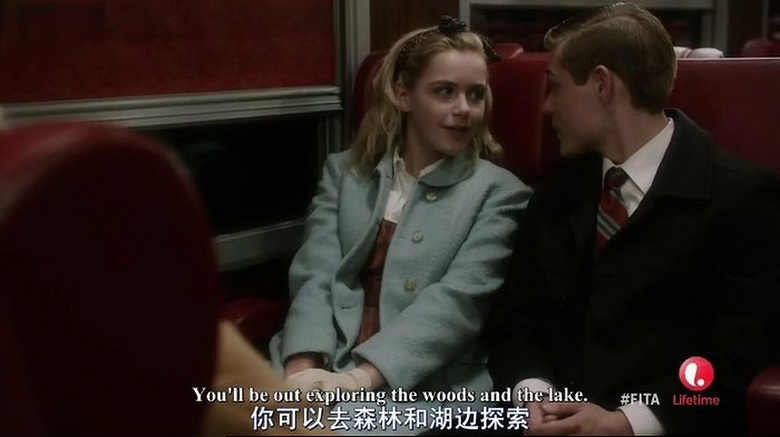 You'll be out exploring the woods and the lake.
你可以去森林和湖边探索
#FITA
Lifetime